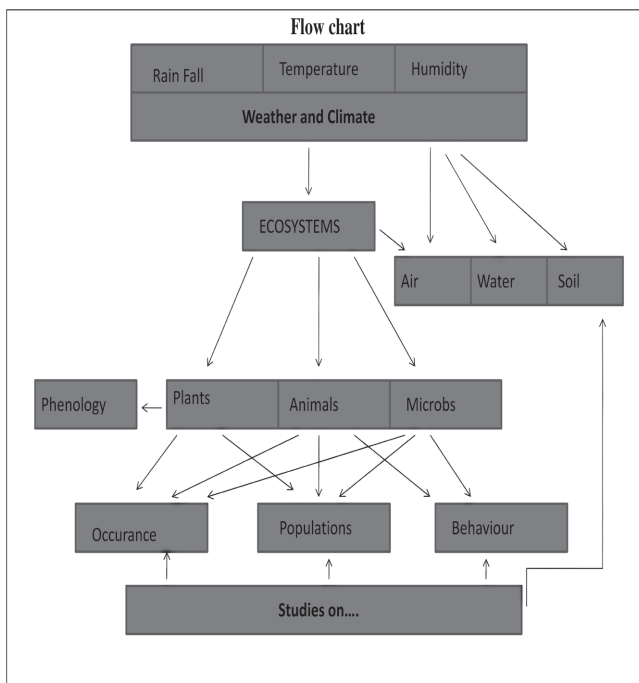 Flow chart
Rain Fall Temperature Humidity
Weather and Climate
ECOSYSTEMS
Air Water Soil
Phenology Plants Animals Microbs
Occurance Populations Behaviour
Studies on....